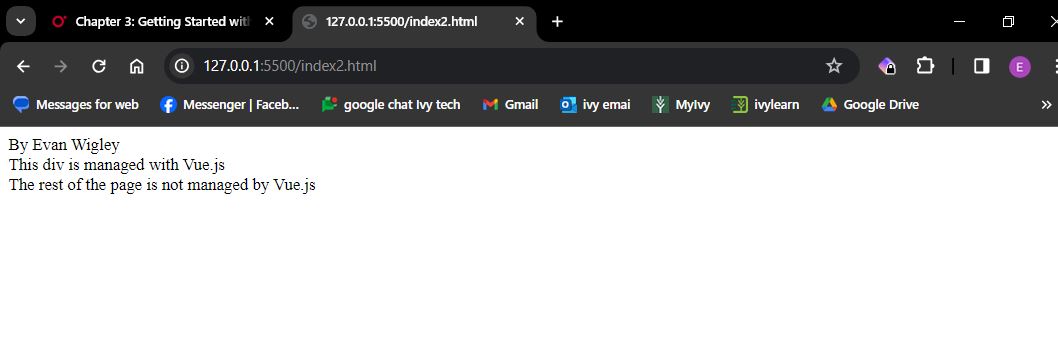 Chapter 3: Getting Started with
127.0.0.1:5500/index2.html
127.0.0.1:5500/index2.html
E
Messages for web
Messenger | Faceb...
google chat Ivy tech
Gmail
ivy emai
MyIvy
ivylearn
Google Drive
By Evan Wigley
This div is managed with Vue.js
The rest of the page is not managed by Vue.js